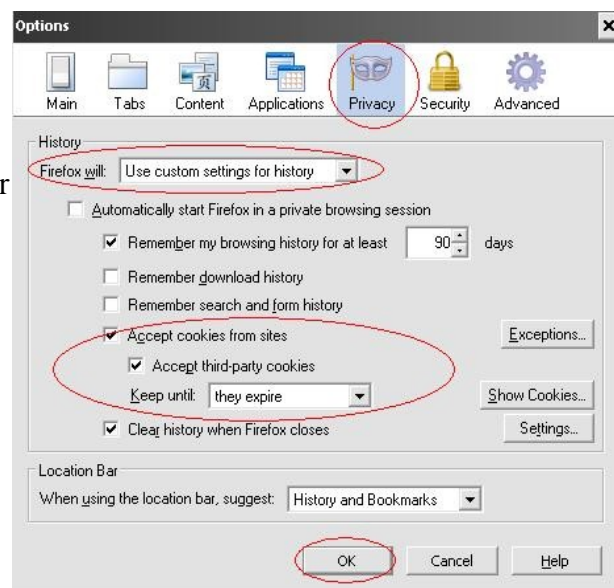 Options
Main Tabs Content Applications Privacy Security Advanced
History
Firefox will: Use custom settings for history
r
Automatically start Firefox in a private browsing session
Remember my browsing history for at least 90 days
Remember download history
Remember search and form history
Accept cookies from sites Exceptions...
Accept third-party cookies
Keep until: they expire Show Cookies...
Clear history when Firefox closes Settings...
Location Bar
When using the location bar, suggest: History and Bookmarks
OK Cancel Help